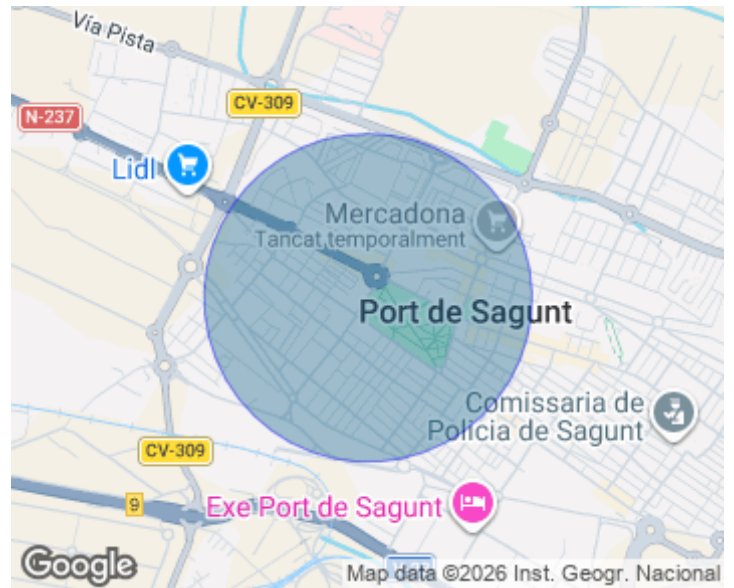 Vía Pista
CV-309
N-237
Lidl
Mercadona
Tancat temporalment
Port de Sagunt
Comissaria de
Policia de Sagunt
CV-309
9
Exe Port de Sagunt
Google
Map data ©2026 Inst. Geogr. Nacional